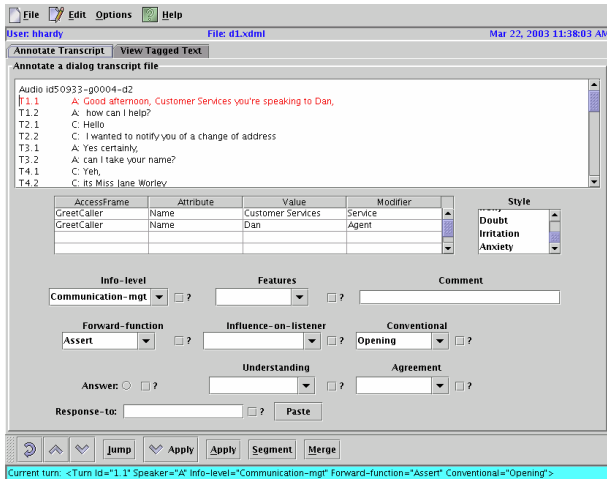 File Edit Options Help
User: hhardy File: d1.xdml Mar 22, 2003 11:38:03 AM
Annotate Transcript View Tagged Text
Annotate a dialog transcript file
Audio id50933-g0004-d2
T1.1 A: Good afternoon, Customer Services you're speaking to Dan,
T1.2 A: how can I help?
T2.1 C: Hello
T2.2 C: I wanted to notify you of a change of address
T3.1 A: Yes certainly,
T3.2 A: can I take your name?
T4.1 C: Yeh,
T4.2 C: its Miss Jane Worley
AccessFrame Attribute Value Modifier Style
GreetCaller Name Customer Services Service
GreetCaller Name Dan Agent
Doubt
Irritation
Anxiety
Info-level Features Comment
Communication-mgt ? ?
Forward-function Influence-on-listener Conventional
Assert ? ? Opening ?
Understanding Agreement
Answer: ? ? ?
Response-to: ? Paste
Jump Apply Apply Segment Merge
Current turn: <Turn Id="1.1" Speaker="A" Info-level="Communication-mgt" Forward-function="Assert" Conventional="Opening">